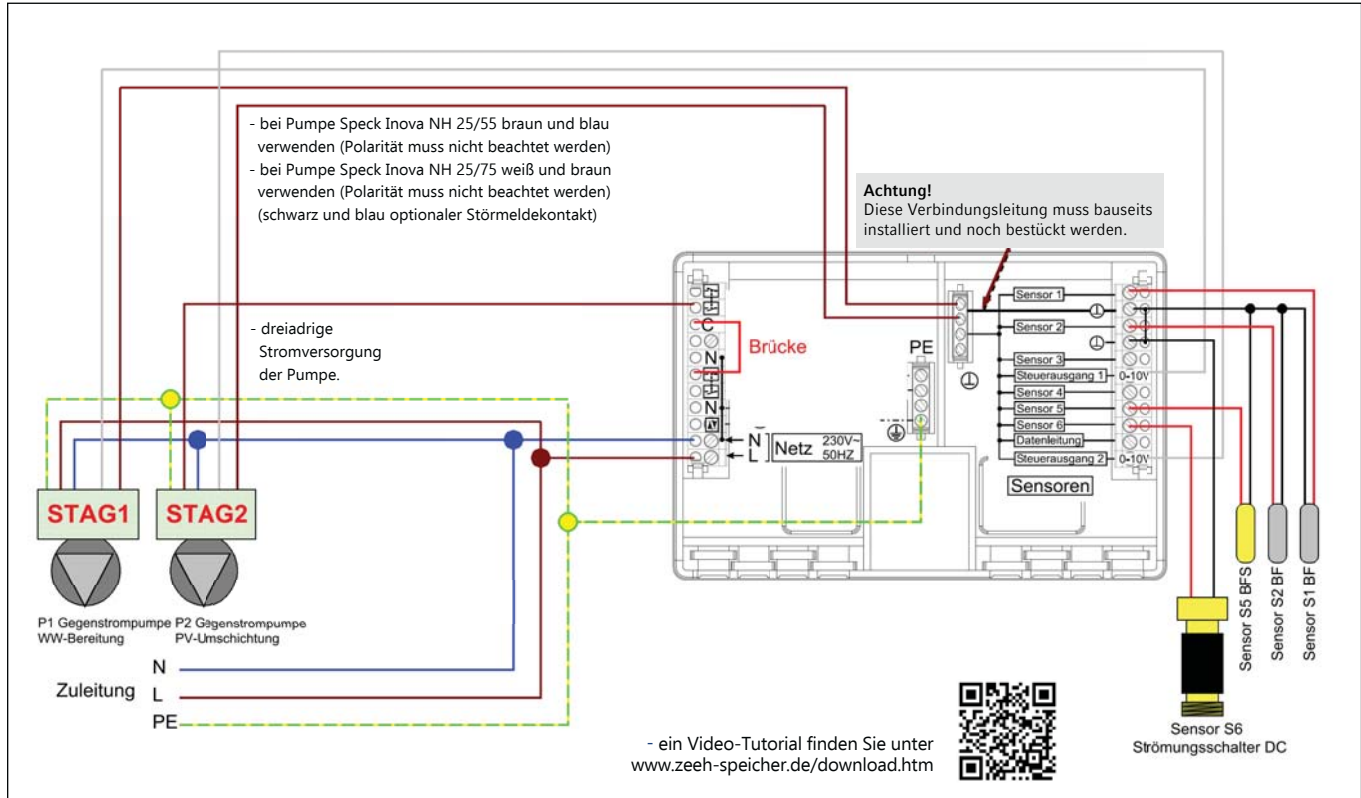 - bei Pumpe Speck Inova NH 25/55 braun und blau
verwenden (Polarität muss nicht beachtet werden)
- bei Pumpe Speck Inova NH 25/75 weiß und braun
verwenden (Polarität muss nicht beachtet werden)
(schwarz und blau optionaler Störmeldekontakt)
Achtung!
Diese Verbindungsleitung muss bauseits
installiert und noch bestückt werden.
- dreiadrige
Stromversorgung
der Pumpe.
C
N
N
Brücke
PE
N
L
Netz
230V~
50HZ
Sensor 1
Sensor 2
Sensor 3
Steuerausgang 1
0-10V
Sensor 4
Sensor 5
Sensor 6
Datenleitung
Steuerausgang 2
0-10V
Sensoren
STAG1
STAG2
P1 Gegenstrompumpe
WW-Bereitung
P2 Gegenstrompumpe
PV-Umschichtung
Zuleitung
N
L
PE
Sensor S5 BFS
Sensor S2 BF
Sensor S1 BF
Sensor S6
Strömungsschalter DC
- ein Video-Tutorial finden Sie unter
www.zeeh-speicher.de/download.htm